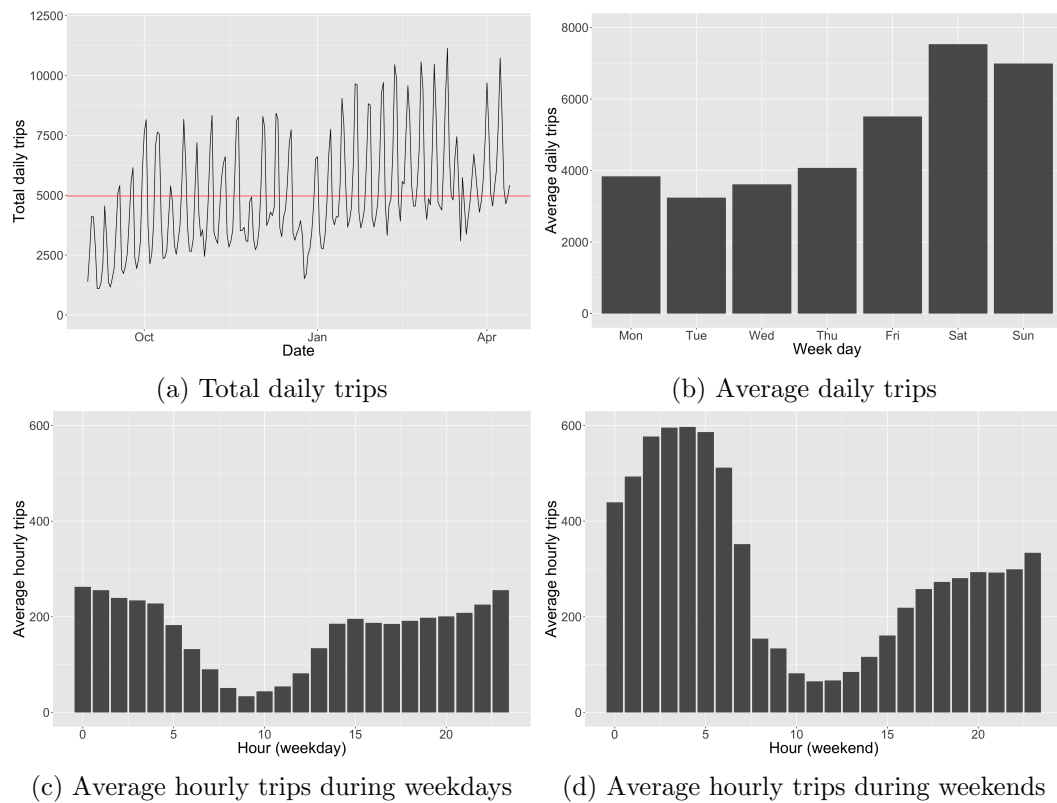 12500
10000
7500
5000
2500
0
Total daily trips
Oct Jan Apr
Date
(a) Total daily trips
8000
6000
4000
2000
0
Average daily trips
Mon Tue Wed Thu Fri Sat Sun
Week day
(b) Average daily trips
600
400
200
0
Average hourly trips
0 5 10 15 20
Hour (weekday)
(c) Average hourly trips during weekdays
600
400
200
0
Average hourly trips
0 5 10 15 20
Hour (weekend)
(d) Average hourly trips during weekends